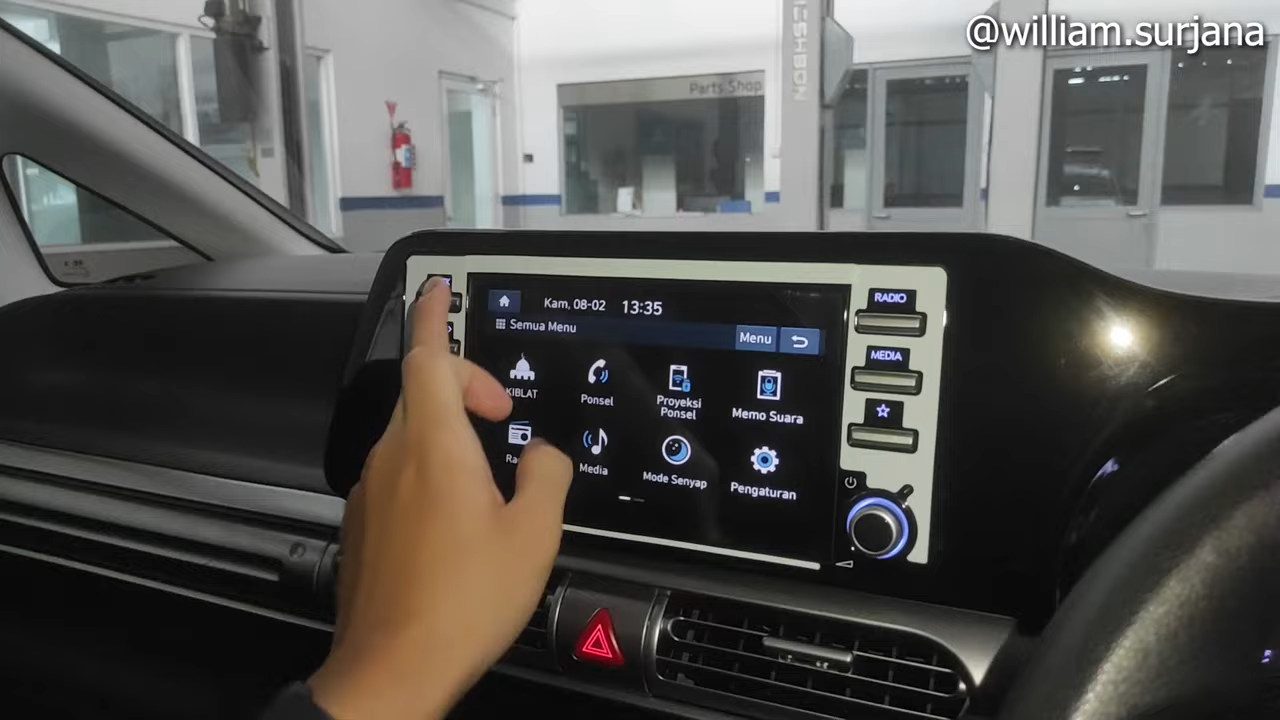 @william.surjana
Parts Shop
Kam, 08-02 13:35
Semua Menu
Menu
KIBLAT
Ponsel
Proyeksi
Ponsel
Memo Suara
Media
Mode Senyap
Pengaturan
RADIO
MEDIA